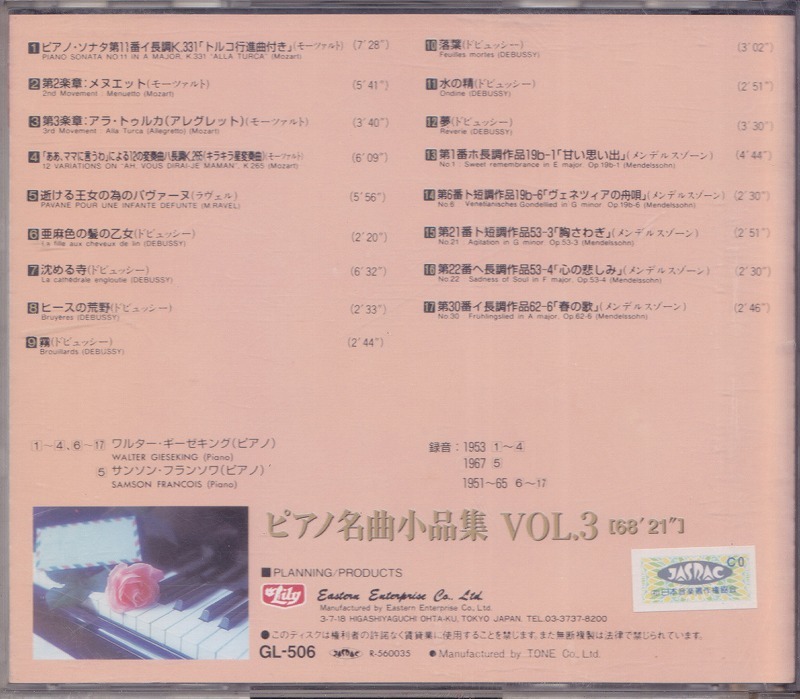 1 ピアノ・ソナタ第11番イ長調K.331「トルコ行進曲付き」(モーツァルト) (7′28″)
PIANO SONATA NO.11 IN A MAJOR, K.331 "ALLA TURCA" (Mozart)
2 第2楽章:メヌエット(モーツァルト) (5′41″)
2nd Movement : Menuetto (Mozart)
3 第3楽章:アラ・トゥルカ(アレグレット)(モーツァルト) (3′40″)
3rd Movement : Alla Turca (Allegretto) (Mozart)
4 「ああ、ママに言うわ」による12の変奏曲ハ長調K.265(キラキラ星変奏曲)(モーツァルト) (6′09″)
12 VARIATIONS ON "AH, VOUS DIRAI-JE MAMAN", K.265 (Mozart)
5 逝ける王女の為のパヴァーヌ(ラヴェル) (5′56″)
PAVANE POUR UNE INFANTE DEFUNTE (M.RAVEL)
6 亜麻色の髪の乙女(ドビュッシー) (2′20″)
La fille aux cheveux de lin (DEBUSSY)
7 沈める寺(ドビュッシー) (6′32″)
La cathédrale engloutie (DEBUSSY)
8 ヒースの荒野(ドビュッシー) (2′33″)
Bruyères (DEBUSSY)
9 霧(ドビュッシー) (2′44″)
Brouillards (DEBUSSY)
10 落葉(ドビュッシー) (3′02″)
Feuilles mortes (DEBUSSY)
11 水の精(ドビュッシー) (2′51″)
Ondine (DEBUSSY)
12 夢(ドビュッシー) (3′30″)
Reverie (DEBUSSY)
13 第1番ホ長調作品19b-1「甘い思い出」(メンデルスゾーン) (4′44″)
No.1 Sweet remembrance in E major. Op.19b-1 (Mendelssohn)
14 第6番ト短調作品19b-6「ヴェネツィアの舟唄」(メンデルスゾーン) (2′30″)
No.6 Venetianisches Gondellied in G minor. Op.19b-6 (Mendelssohn)
15 第21番ト短調作品53-3「胸さわぎ」(メンデルスゾーン) (2′51″)
No.21 Agitation in G minor. Op.53-3 (Mendelssohn)
16 第22番ヘ長調作品53-4「心の悲しみ」(メンデルスゾーン) (2′30″)
No.22 Sadness of Soul in F major. Op.53-4 (Mendelssohn)
17 第30番イ長調作品62-6「春の歌」(メンデルスゾーン) (2′46″)
No.30 Frühlingslied in A major. Op.62-6 (Mendelssohn)
1~4、6~17 ワルター・ギーゼキング(ピアノ)
WALTER GIESEKING (Piano)
5 サンソン・フランソワ(ピアノ)
SAMSON FRANCOIS (Piano)
録音:1953 1~4
1967 5
1951~65 6~17
ピアノ名曲小品集 VOL.3 [68′21″]
■PLANNING/PRODUCTS
Lily Eastern Enterprise Co., Ltd.
Manufactured by Eastern Enterprise Co., Ltd.
3-7-18 HIGASHIYAGUCHI OHTA-KU, TOKYO JAPAN. TEL.03-3737-8200
●このディスクは権利者の許諾なく賃貸業に使用することを禁じます。また無断複製は法律で禁じられています。
GL-506 JASRAC R-560035 ●Manufactured by TONE Co., Ltd.
CO
JASRAC
日本音楽著作権協会